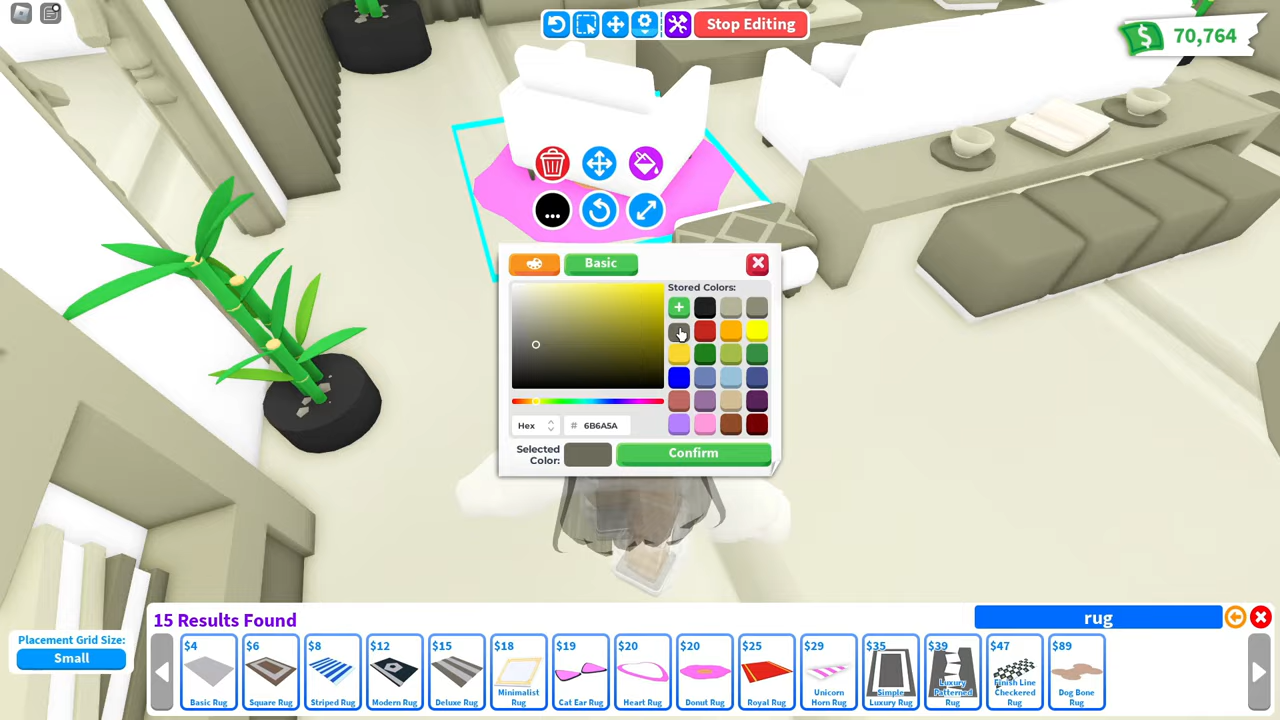 Stop Editing
70,764
...
Basic
Stored Colors:
Hex
# 6B6A5A
Selected
Color:
Confirm
15 Results Found
rug
Placement Grid Size:
Small
$4
Basic Rug
$6
Square Rug
$8
Striped Rug
$12
Modern Rug
$15
Deluxe Rug
$18
Minimalist
Rug
$19
Cat Ear Rug
$20
Heart Rug
$20
Donut Rug
$25
Royal Rug
$29
Unicorn
Horn Rug
$35
Simple
Luxury Rug
$39
Luxury
Patterned
Rug
$47
Finish Line
Checkered
Rug
$89
Dog Bone
Rug